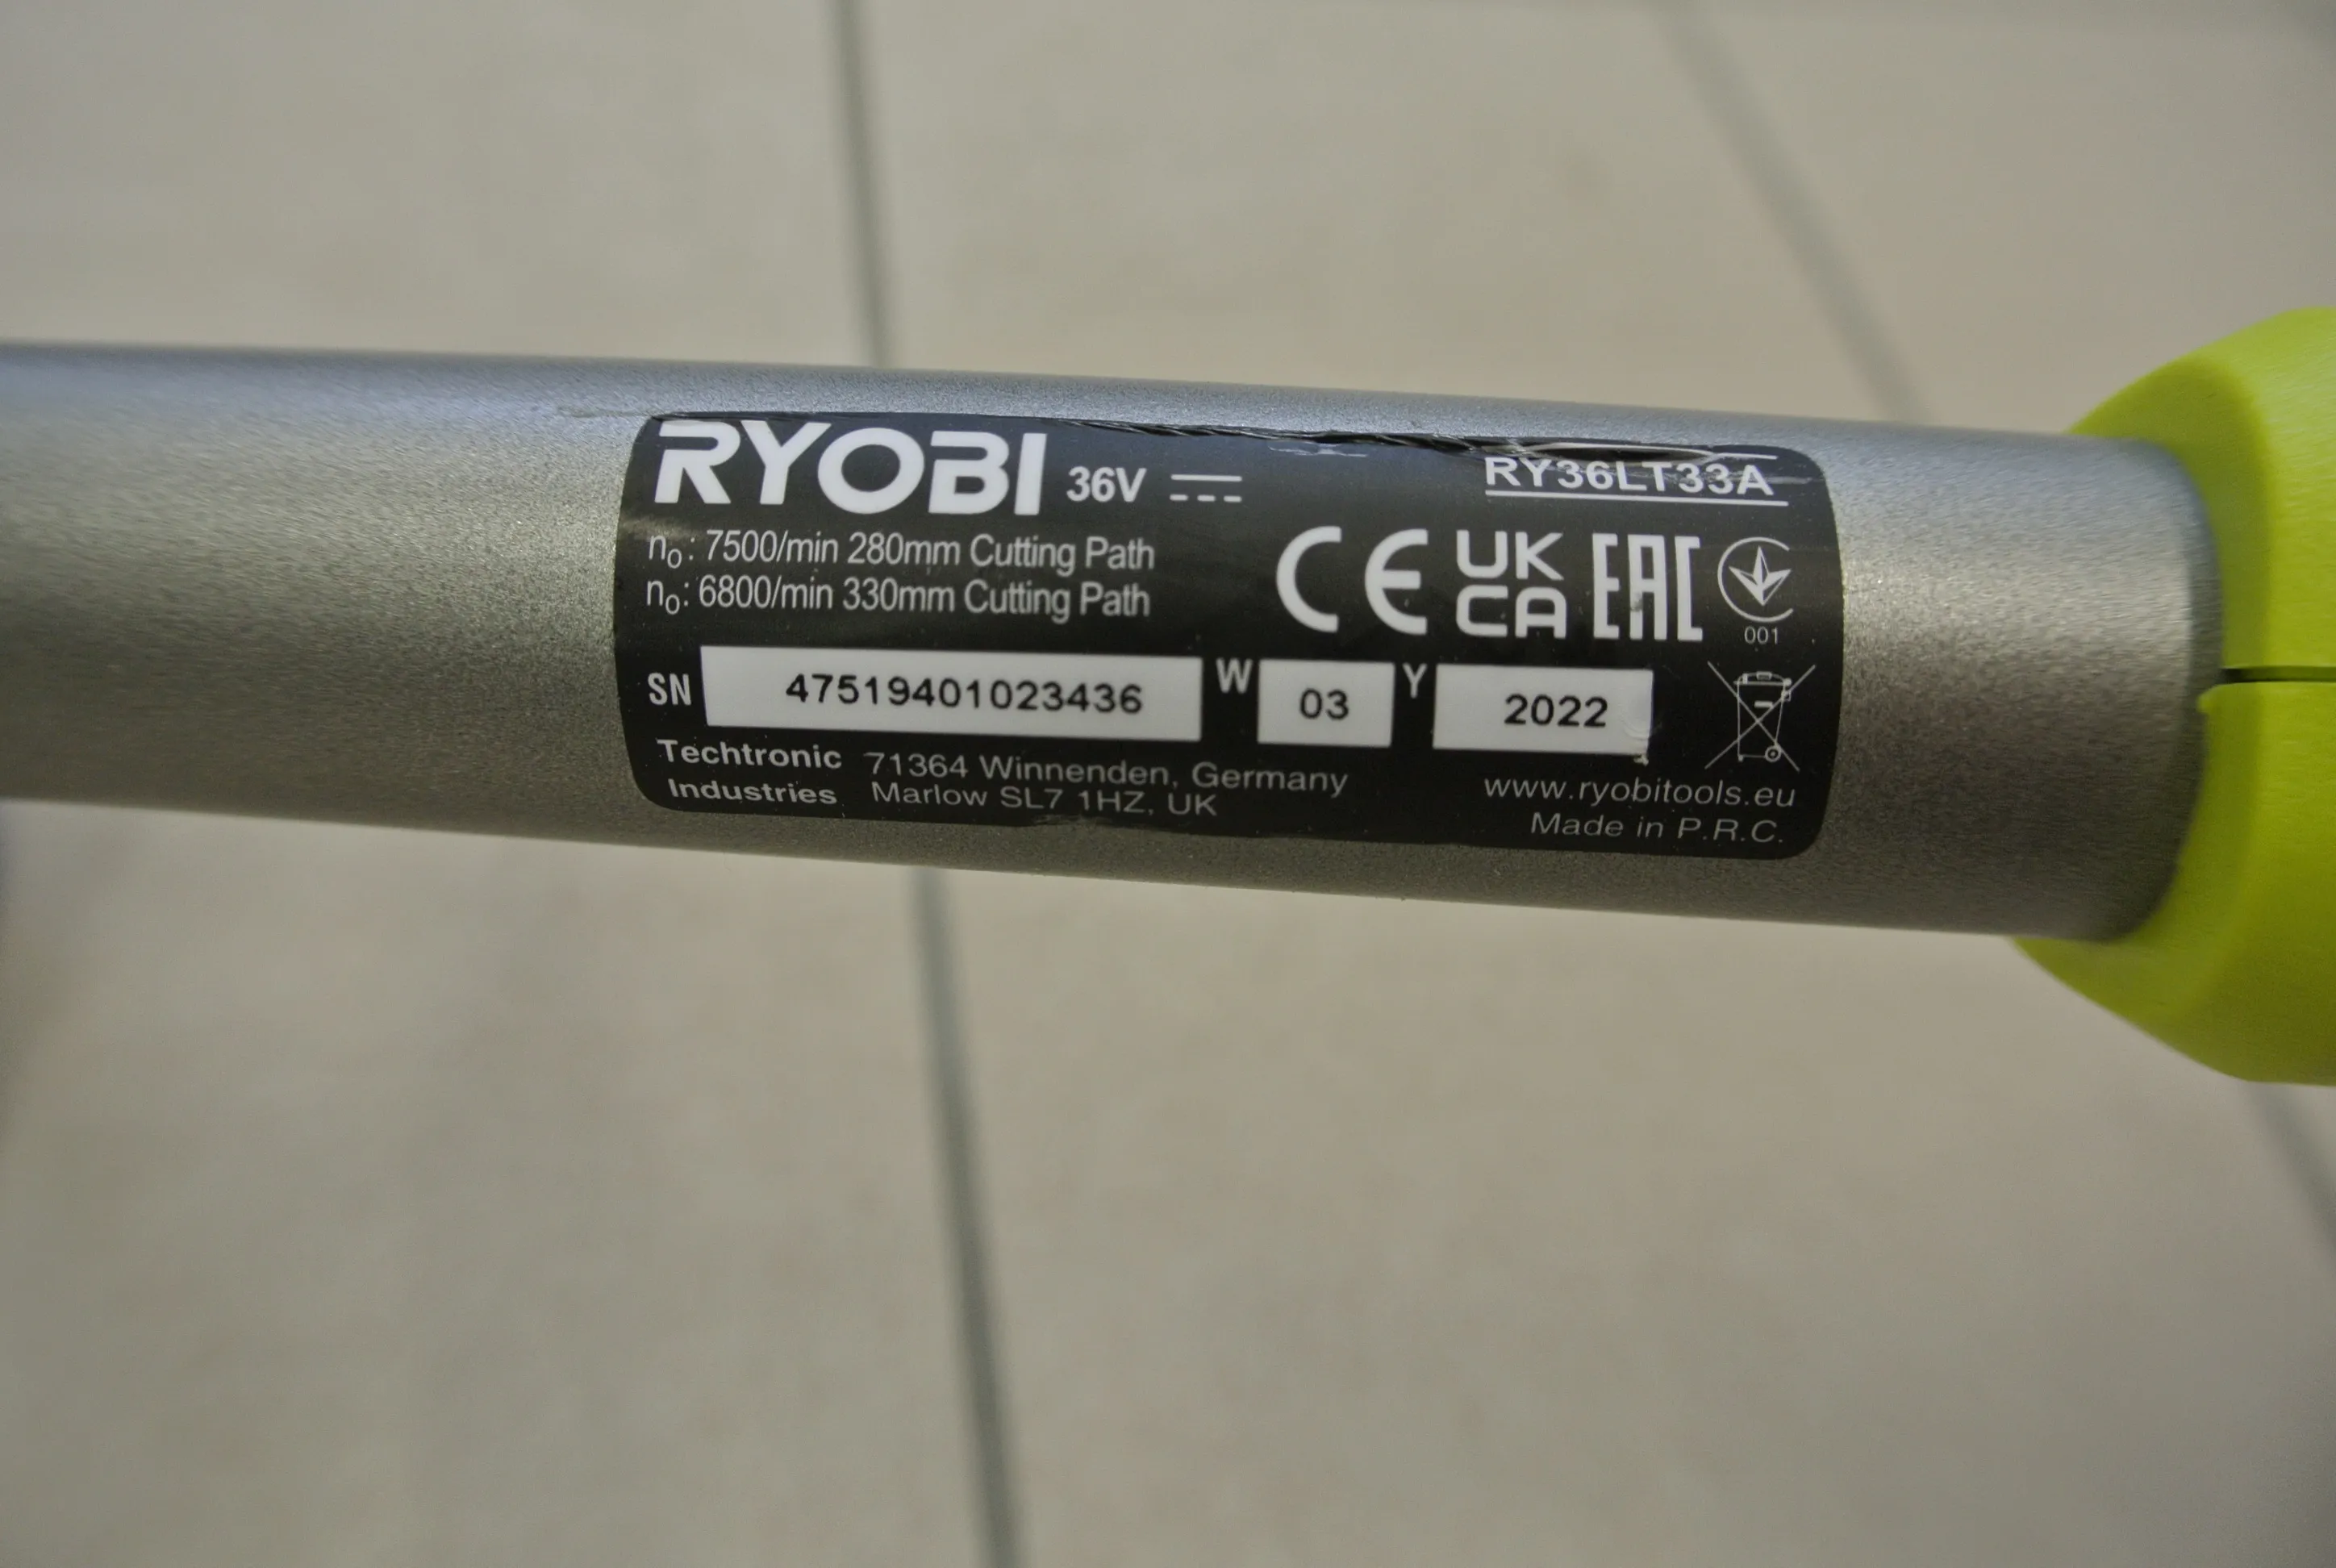 RYOBI 36V RY36LT33A
n₀: 7500/min 280mm Cutting Path
n₀: 6800/min 330mm Cutting Path
CE UK CA EAC
001
SN 47519401023436 W 03 Y 2022
Techtronic Industries
71364 Winnenden, Germany
Marlow SL7 1HZ, UK
www.ryobitools.eu
Made in P.R.C.